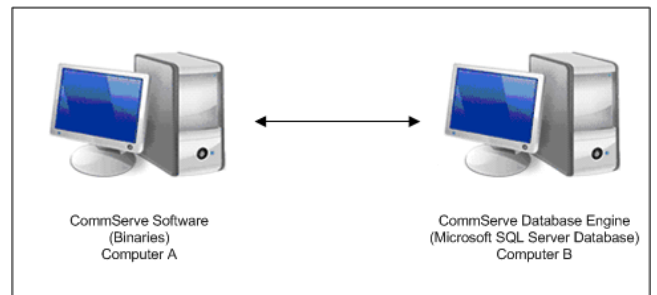 CommServe Software
(Binaries)
Computer A
CommServe Database Engine
(Microsoft SQL Server Database)
Computer B